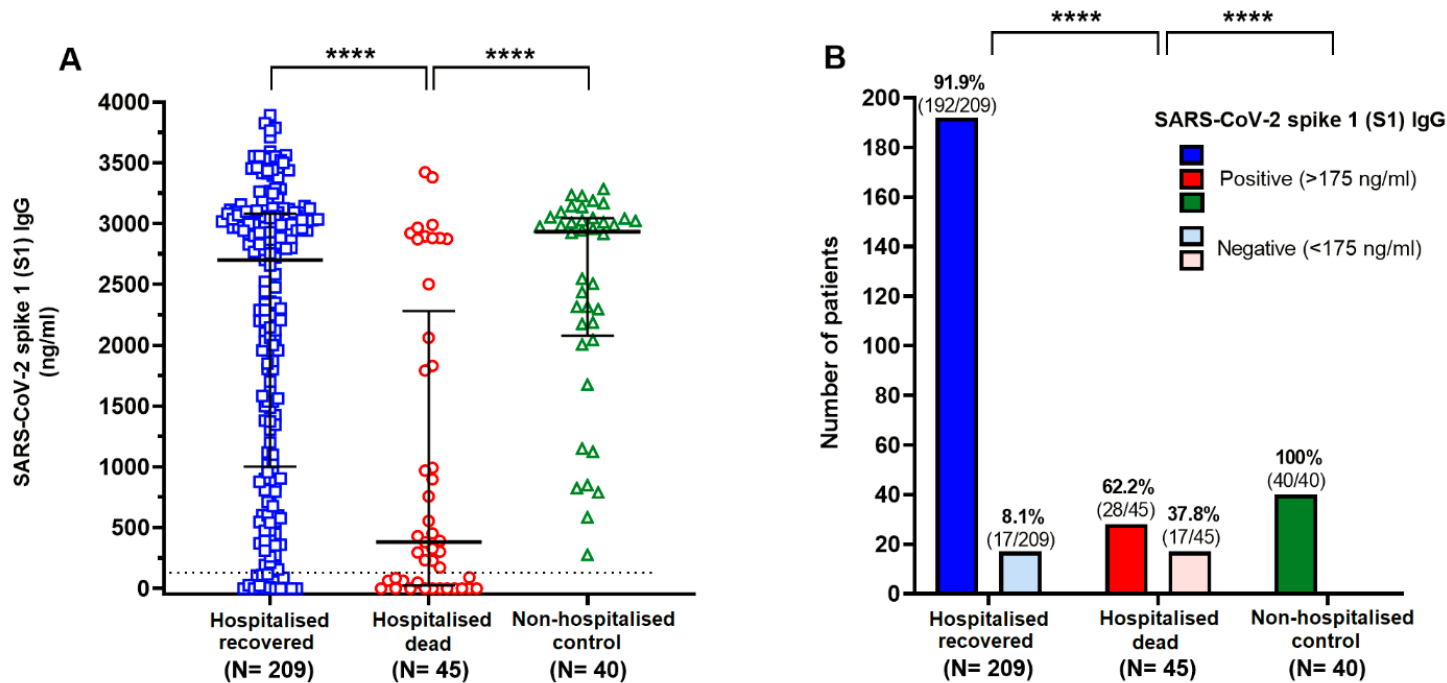 A
****
****
SARS-CoV-2 spike 1 (S1) IgG
(ng/ml)
4000
3500
3000
2500
2000
1500
1000
500
0
Hospitalised
recovered
(N= 209)
Hospitalised
dead
(N= 45)
Non-hospitalised
control
(N= 40)
B
****
****
Number of patients
200
180
160
140
120
100
80
60
40
20
0
91.9%
(192/209)
8.1%
(17/209)
62.2%
(28/45)
37.8%
(17/45)
100%
(40/40)
SARS-CoV-2 spike 1 (S1) IgG
Positive (>175 ng/ml)
Negative (<175 ng/ml)
Hospitalised
recovered
(N= 209)
Hospitalised
dead
(N= 45)
Non-hospitalised
control
(N= 40)